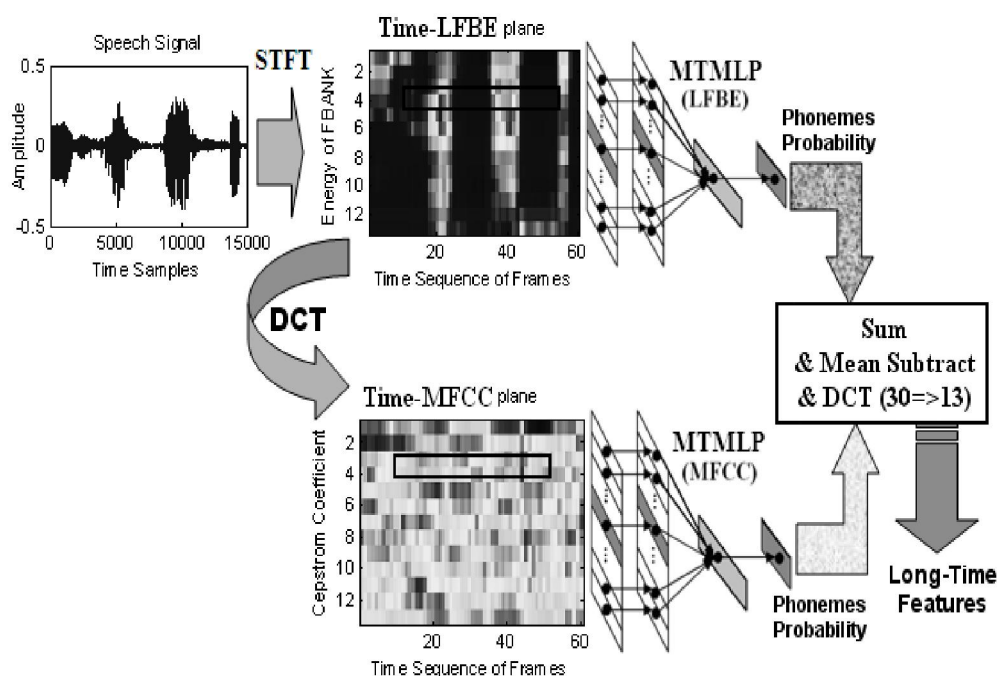 Speech Signal
0.5
0
-0.5
Amplitude
0 5000 10000 15000
Time Samples
STFT
Time-LFBE plane
2
4
6
8
10
12
Energy of FBANK
20 40 60
Time Sequence of Frames
MTMLP
(LFBE)
Phonemes
Probability
DCT
Sum
& Mean Subtract
& DCT (30=>13)
Time-MFCC plane
2
4
6
8
10
12
Cepstrom Coefficient
20 40 60
Time Sequence of Frames
MTMLP
(MFCC)
Phonemes
Probability
Long-Time
Features